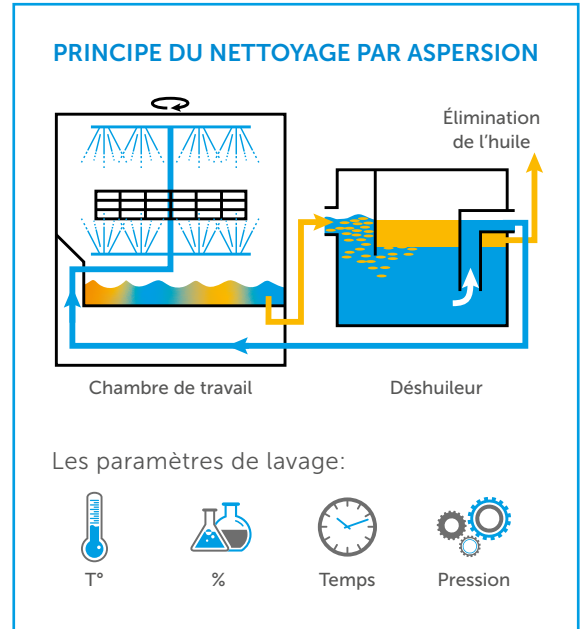 PRINCIPE DU NETTOYAGE PAR ASPERSION
Élimination
de l'huile
Chambre de travail
Déshuileur
Les paramètres de lavage:
T°
%
Temps
Pression